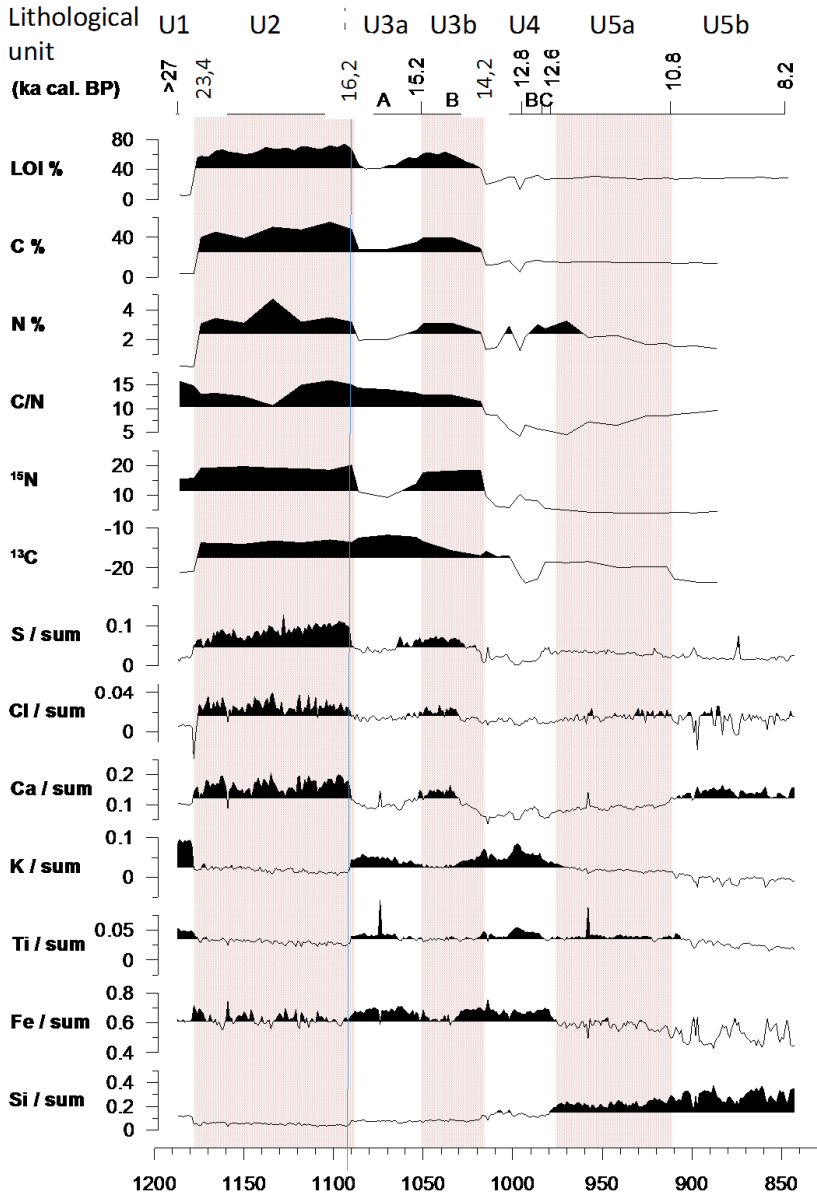 Lithological unit U1 U2 U3a U3b U4 U5a U5b
(ka cal. BP) >27 23,4 16,2 15.2 14,2 12.8 12.6 10.8 8.2
A B BC
LOI % 80 40 0
C % 40 0
N % 4 2
C/N 15 10 5
¹⁵N 20 10
¹³C -10 -20
S / sum 0.1 0
Cl / sum 0.04 0
Ca / sum 0.2 0.1
K / sum 0.1 0
Ti / sum 0.05 0
Fe / sum 0.8 0.6 0.4
Si / sum 0.4 0.2 0
1200 1150 1100 1050 1000 950 900 850